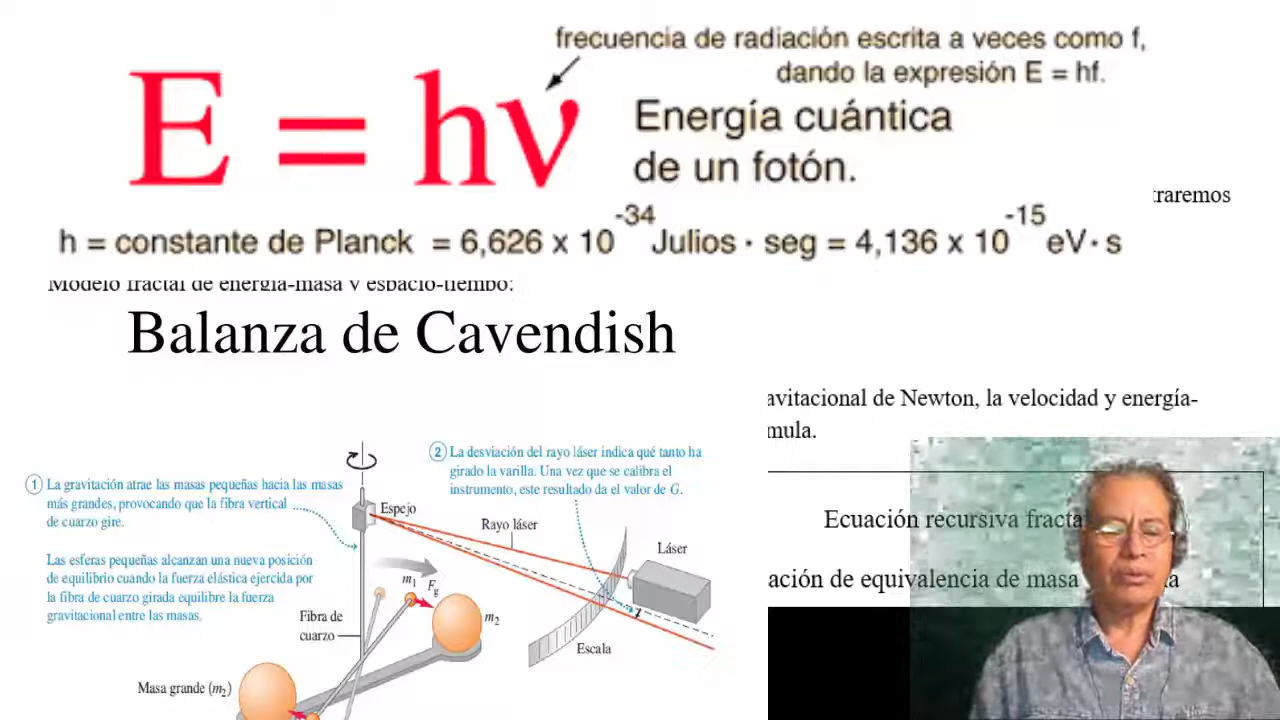 frecuencia de radiación escrita a veces como f,
dando la expresión E = hf.
E = hν
Energía cuántica
de un fotón.
traremos
h = constante de Planck = 6,626 x 10^-34 Julios · seg = 4,136 x 10^-15 eV·s
Modelo fractal de energía-masa y espacio-tiempo:
Balanza de Cavendish
avitacional de Newton, la velocidad y energía-
mula.
2 La desviación del rayo láser indica qué tanto ha
girado la varilla. Una vez que se calibra el
instrumento, este resultado da el valor de G.
1 La gravitación atrae las masas pequeñas hacia las masas
más grandes, provocando que la fibra vertical
de cuarzo gire.
Las esferas pequeñas alcanzan una nueva posición
de equilibrio cuando la fuerza elástica ejercida por
la fibra de cuarzo girada equilibre la fuerza
gravitacional entre las masas.
Espejo
Rayo láser
Láser
m1 Fg
m2
Fibra de
cuarzo
Escala
Masa grande (m2)
Ecuación recursiva fracta
ación de equivalencia de masa
a